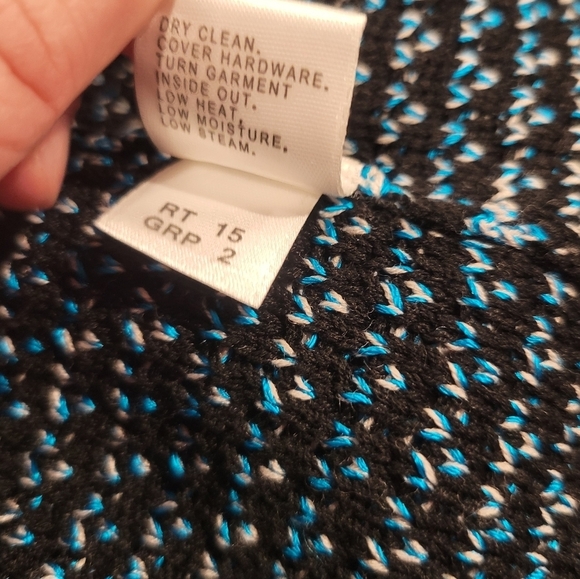 DRY CLEAN.
COVER HARDWARE.
TURN GARMENT
INSIDE OUT.
LOW HEAT,
LOW MOISTURE,
LOW STEAM.
RT 15
GRP 2